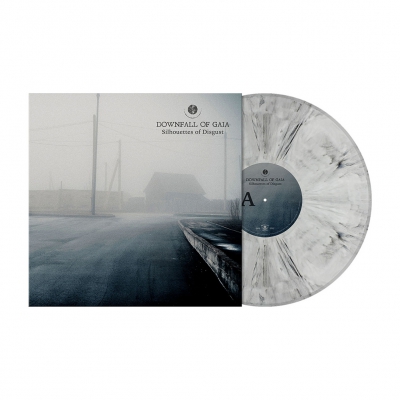 DOWNFALL OF GAIA
Silhouettes of Disgust
DOWNFALL OF GAIA
Silhouettes of Disgust
A